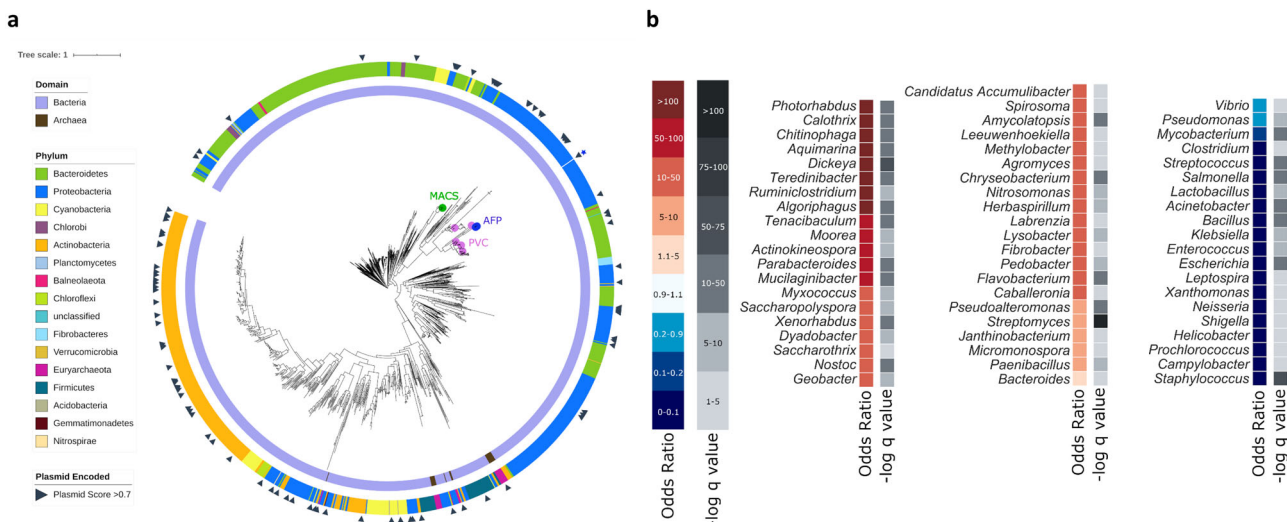 a
Tree scale: 1
Domain
Bacteria
Archaea
Phylum
Bacteroidetes
Proteobacteria
Cyanobacteria
Chlorobi
Actinobacteria
Planctomycetes
Balneolaeota
Chloroflexi
unclassified
Fibrobacteres
Verrucomicrobia
Euryarchaeota
Firmicutes
Acidobacteria
Gemmatimonadetes
Nitrospirae
Plasmid Encoded
Plasmid Score >0.7
MACS
AFP
PVC
b
>100
50-100
10-50
5-10
1.1-5
0.9-1.1
0.2-0.9
0.1-0.2
0-0.1
Odds Ratio
>100
75-100
50-75
10-50
5-10
1-5
-log q value
Photorhabdus
Calothrix
Chitinophaga
Aquimarina
Dickeya
Teredinibacter
Ruminiclostridium
Algoriphagus
Tenacibaculum
Moorea
Actinokineospora
Parabacteroides
Mucilaginibacter
Myxococcus
Saccharopolyspora
Xenorhabdus
Dyadobacter
Saccharothrix
Nostoc
Geobacter
Odds Ratio
-log q value
Candidatus Accumulibacter
Spirosoma
Amycolatopsis
Leeuwenhoekiella
Methylobacter
Agromyces
Chryseobacterium
Nitrosomonas
Herbaspirillum
Labrenzia
Lysobacter
Fibrobacter
Pedobacter
Flavobacterium
Caballeronia
Pseudoalteromonas
Streptomyces
Janthinobacterium
Micromonospora
Paenibacillus
Bacteroides
Odds Ratio
-log q value
Vibrio
Pseudomonas
Mycobacterium
Clostridium
Streptococcus
Salmonella
Lactobacillus
Acinetobacter
Bacillus
Klebsiella
Enterococcus
Escherichia
Leptospira
Xanthomonas
Neisseria
Shigella
Helicobacter
Prochlorococcus
Campylobacter
Staphylococcus
Odds Ratio
-log q value